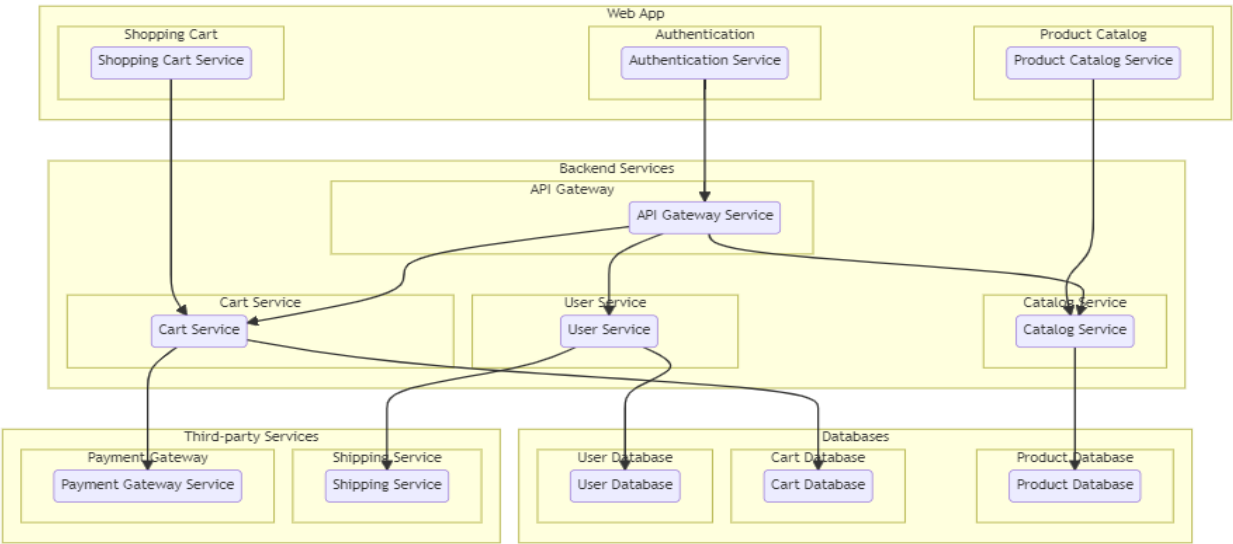 Web App
Shopping Cart
Authentication
Product Catalog
Shopping Cart Service
Authentication Service
Product Catalog Service
Backend Services
API Gateway
API Gateway Service
Cart Service
User Service
Catalog Service
Cart Service
User Service
Catalog Service
Third-party Services
Databases
Payment Gateway
Shipping Service
User Database
Cart Database
Product Database
Payment Gateway Service
Shipping Service
User Database
Cart Database
Product Database